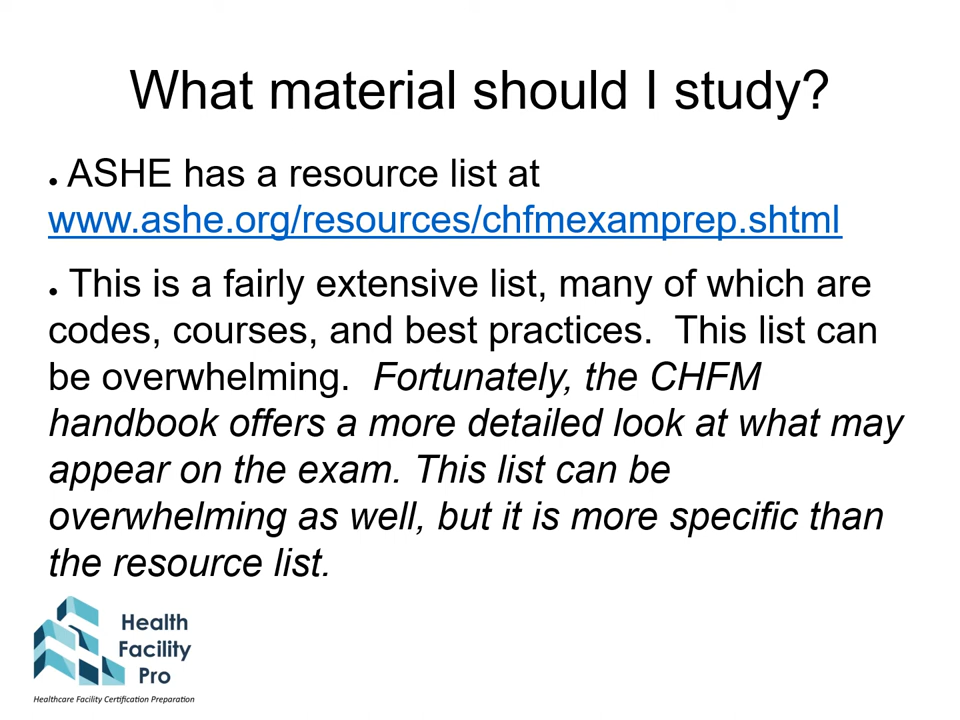 What material should I study?
● ASHE has a resource list at
www.ashe.org/resources/chfmexamprep.shtml
● This is a fairly extensive list, many of which are
codes, courses, and best practices.  This list can
be overwhelming.  Fortunately, the CHFM
handbook offers a more detailed look at what may
appear on the exam. This list can be
overwhelming as well, but it is more specific than
the resource list.
Health
Facility
Pro
Healthcare Facility Certification Preparation